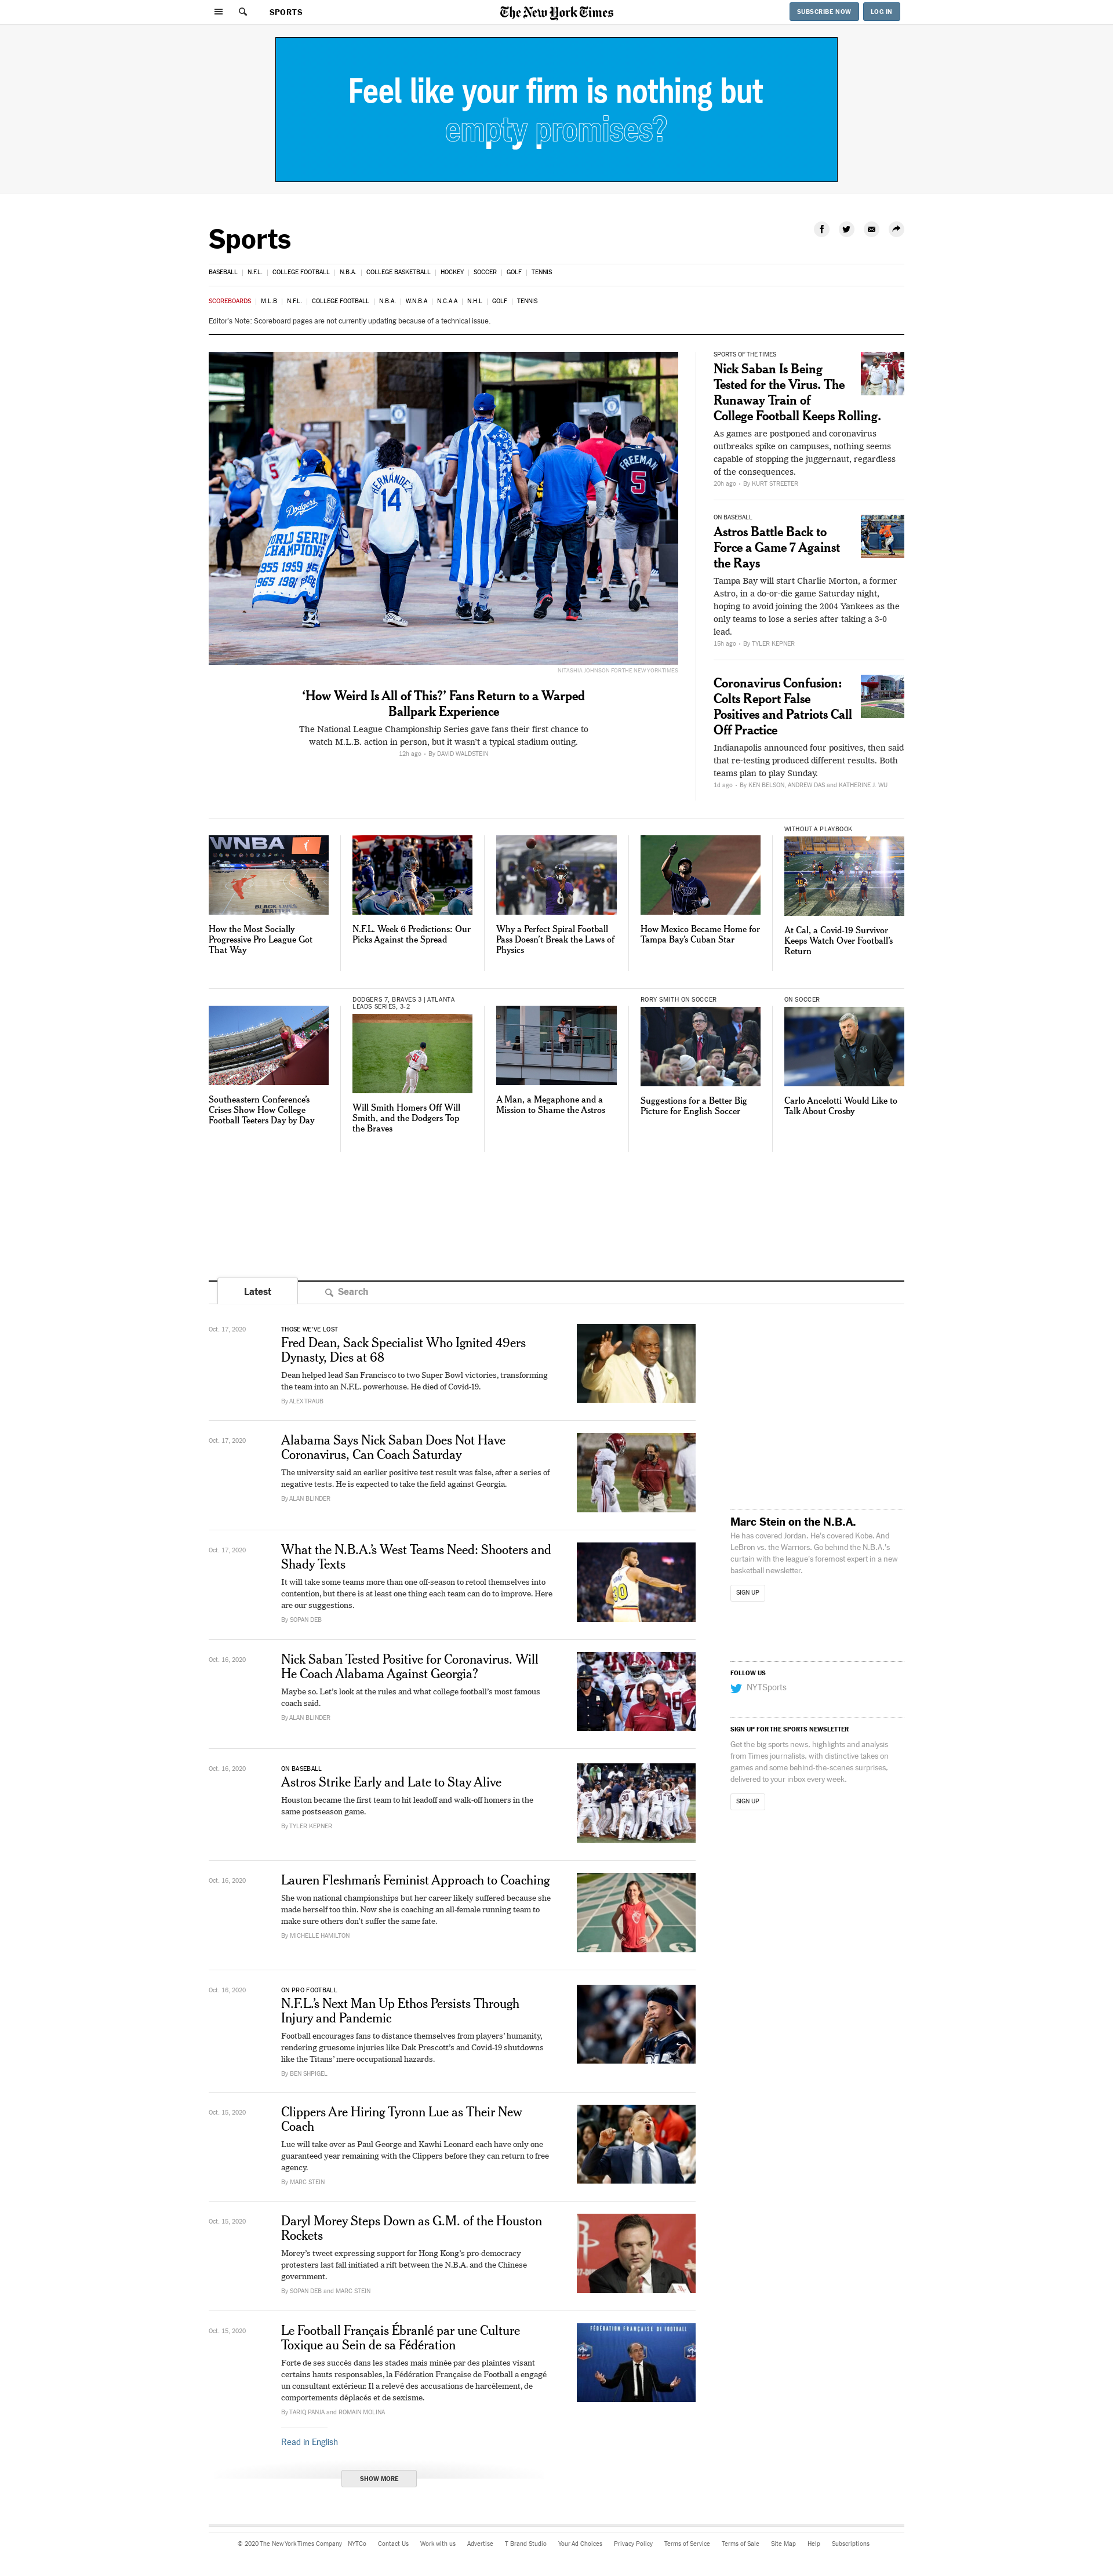 SPORTS
The New York Times
SUBSCRIBE NOW
LOG IN
Feel like your firm is nothing but
empty promises?
Sports
BASEBALL
N.F.L.
COLLEGE FOOTBALL
N.B.A.
COLLEGE BASKETBALL
HOCKEY
SOCCER
GOLF
TENNIS
SCOREBOARDS
M.L.B
N.F.L.
COLLEGE FOOTBALL
N.B.A.
W.N.B.A
N.C.A.A
N.H.L
GOLF
TENNIS
Editor's Note: Scoreboard pages are not currently updating because of a technical issue.
Dodgers
WORLD SERIES
CHAMPIONS
1955 1959 1963
1965 1981 1988
HERNÁNDEZ
14
5
FREEMAN
5
NITASHIA JOHNSON FOR THE NEW YORK TIMES
‘How Weird Is All of This?’ Fans Return to a Warped
Ballpark Experience
The National League Championship Series gave fans their first chance to
watch M.L.B. action in person, but it wasn’t a typical stadium outing.
12h ago · By DAVID WALDSTEIN
SPORTS OF THE TIMES
Nick Saban Is Being
Tested for the Virus. The
Runaway Train of
College Football Keeps Rolling.
As games are postponed and coronavirus
outbreaks spike on campuses, nothing seems
capable of stopping the juggernaut, regardless
of the consequences.
20h ago · By KURT STREETER
ON BASEBALL
Astros Battle Back to
Force a Game 7 Against
the Rays
Tampa Bay will start Charlie Morton, a former
Astro, in a do-or-die game Saturday night,
hoping to avoid joining the 2004 Yankees as the
only teams to lose a series after taking a 3-0
lead.
15h ago · By TYLER KEPNER
Coronavirus Confusion:
Colts Report False
Positives and Patriots Call
Off Practice
Indianapolis announced four positives, then said
that re-testing produced different results. Both
teams plan to play Sunday.
1d ago · By KEN BELSON, ANDREW DAS and KATHERINE J. WU
WNBA
BLACK LIVES
MATTER
How the Most Socially
Progressive Pro League Got
That Way
N.F.L. Week 6 Predictions: Our
Picks Against the Spread
8
Why a Perfect Spiral Football
Pass Doesn’t Break the Laws of
Physics
How Mexico Became Home for
Tampa Bay’s Cuban Star
WITHOUT A PLAYBOOK
At Cal, a Covid-19 Survivor
Keeps Watch Over Football’s
Return
Southeastern Conference’s
Crises Show How College
Football Teeters Day by Day
DODGERS 7, BRAVES 3 | ATLANTA
LEADS SERIES, 3-2
Will Smith Homers Off Will
Smith, and the Dodgers Top
the Braves
A Man, a Megaphone and a
Mission to Shame the Astros
RORY SMITH ON SOCCER
Suggestions for a Better Big
Picture for English Soccer
ON SOCCER
Carlo Ancelotti Would Like to
Talk About Crosby
Latest
Search
Oct. 17, 2020
THOSE WE’VE LOST
Fred Dean, Sack Specialist Who Ignited 49ers
Dynasty, Dies at 68
Dean helped lead San Francisco to two Super Bowl victories, transforming
the team into an N.F.L. powerhouse. He died of Covid-19.
By ALEX TRAUB
Oct. 17, 2020
Alabama Says Nick Saban Does Not Have
Coronavirus, Can Coach Saturday
The university said an earlier positive test result was false, after a series of
negative tests. He is expected to take the field against Georgia.
By ALAN BLINDER
Oct. 17, 2020
What the N.B.A.’s West Teams Need: Shooters and
Shady Texts
It will take some teams more than one off-season to retool themselves into
contention, but there is at least one thing each team can do to improve. Here
are our suggestions.
By SOPAN DEB
30
Oct. 16, 2020
Nick Saban Tested Positive for Coronavirus. Will
He Coach Alabama Against Georgia?
Maybe so. Let’s look at the rules and what college football’s most famous
coach said.
By ALAN BLINDER
Oct. 16, 2020
ON BASEBALL
Astros Strike Early and Late to Stay Alive
Houston became the first team to hit leadoff and walk-off homers in the
same postseason game.
By TYLER KEPNER
Oct. 16, 2020
Lauren Fleshman’s Feminist Approach to Coaching
She won national championships but her career likely suffered because she
made herself too thin. Now she is coaching an all-female running team to
make sure others don’t suffer the same fate.
By MICHELLE HAMILTON
Oct. 16, 2020
ON PRO FOOTBALL
N.F.L.’s Next Man Up Ethos Persists Through
Injury and Pandemic
Football encourages fans to distance themselves from players’ humanity,
rendering gruesome injuries like Dak Prescott’s and Covid-19 shutdowns
like the Titans’ mere occupational hazards.
By BEN SHPIGEL
Oct. 15, 2020
Clippers Are Hiring Tyronn Lue as Their New
Coach
Lue will take over as Paul George and Kawhi Leonard each have only one
guaranteed year remaining with the Clippers before they can return to free
agency.
By MARC STEIN
Oct. 15, 2020
Daryl Morey Steps Down as G.M. of the Houston
Rockets
Morey’s tweet expressing support for Hong Kong’s pro-democracy
protesters last fall initiated a rift between the N.B.A. and the Chinese
government.
By SOPAN DEB and MARC STEIN
Oct. 15, 2020
Le Football Français Ébranlé par une Culture
Toxique au Sein de sa Fédération
Forte de ses succès dans les stades mais minée par des plaintes visant
certains hauts responsables, la Fédération Française de Football a engagé
un consultant extérieur. Il a relevé des accusations de harcèlement, de
comportements déplacés et de sexisme.
By TARIQ PANJA and ROMAIN MOLINA
FÉDÉRATION FRANÇAISE DE FOOTBALL
Read in English
SHOW MORE
Marc Stein on the N.B.A.
He has covered Jordan. He’s covered Kobe. And
LeBron vs. the Warriors. Go behind the N.B.A.’s
curtain with the league’s foremost expert in a new
basketball newsletter.
SIGN UP
FOLLOW US
NYTSports
SIGN UP FOR THE SPORTS NEWSLETTER
Get the big sports news, highlights and analysis
from Times journalists, with distinctive takes on
games and some behind-the-scenes surprises,
delivered to your inbox every week.
SIGN UP
© 2020 The New York Times Company
NYTCo
Contact Us
Work with us
Advertise
T Brand Studio
Your Ad Choices
Privacy Policy
Terms of Service
Terms of Sale
Site Map
Help
Subscriptions